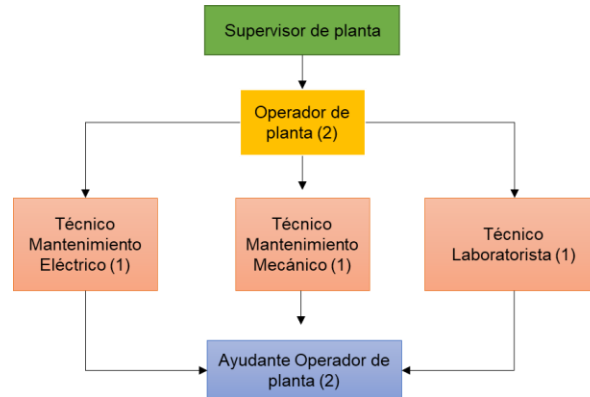 Supervisor de planta
Operador de
planta (2)
Técnico
Mantenimiento
Eléctrico (1)
Técnico
Mantenimiento
Mecánico (1)
Técnico
Laboratorista (1)
Ayudante Operador de
planta (2)